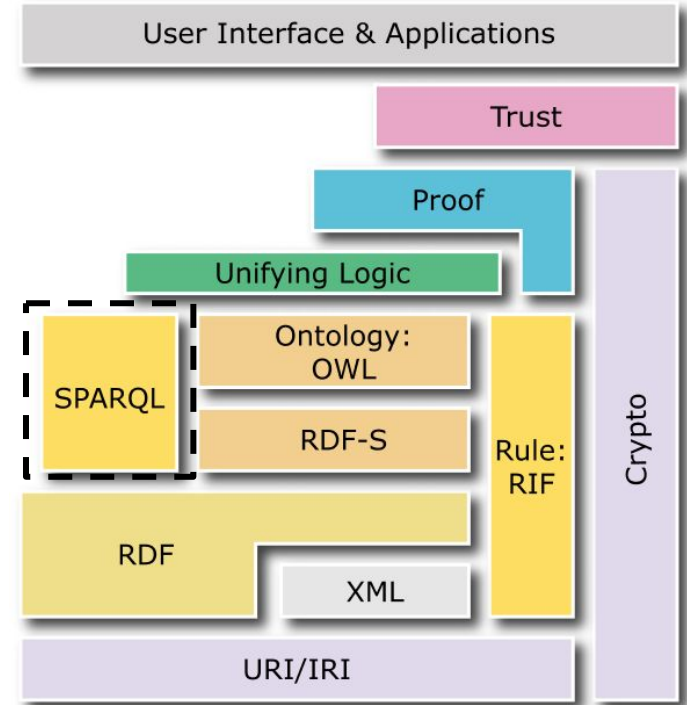 User Interface & Applications
Trust
Proof
Unifying Logic
SPARQL
Ontology:
OWL
RDF-S
Rule:
RIF
Crypto
RDF
XML
URI/IRI